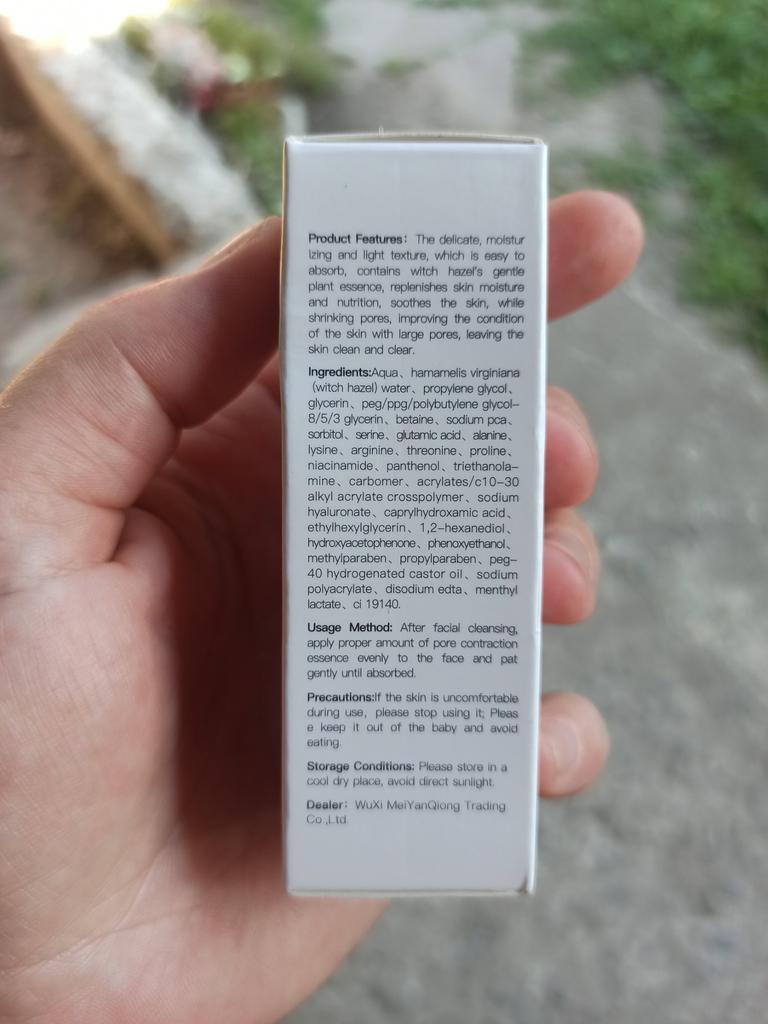 Product Features: The delicate, moistur
izing and light texture, which is easy to
absorb, contains witch hazel's gentle
plant essence, replenishes skin moisture
and nutrition, soothes the skin, while
shrinking pores, improving the condition
of the skin with large pores, leaving the
skin clean and clear.
Ingredients:Aqua、hamamelis virginiana
(witch hazel) water、propylene glycol、
glycerin、peg/ppg/polybutylene glycol-
8/5/3 glycerin、betaine、sodium pca、
sorbitol、serine、glutamic acid、alanine、
lysine、arginine、threonine、proline、
niacinamide、panthenol、triethanola-
mine、carbomer、acrylates/c10-30
alkyl acrylate crosspolymer、sodium
hyaluronate、caprylhydroxamic acid、
ethylhexylglycerin、1,2-hexanediol、
hydroxyacetophenone、phenoxyethanol、
methylparaben、propylparaben、peg-
40 hydrogenated castor oil、sodium
polyacrylate、disodium edta、menthyl
lactate、ci 19140.
Usage Method: After facial cleansing,
apply proper amount of pore contraction
essence evenly to the face and pat
gently until absorbed.
Precautions:If the skin is uncomfortable
during use, please stop using it; Pleas
e keep it out of the baby and avoid
eating.
Storage Conditions: Please store in a
cool dry place, avoid direct sunlight.
Dealer: WuXi MeiYanQiong Trading
Co.,Ltd